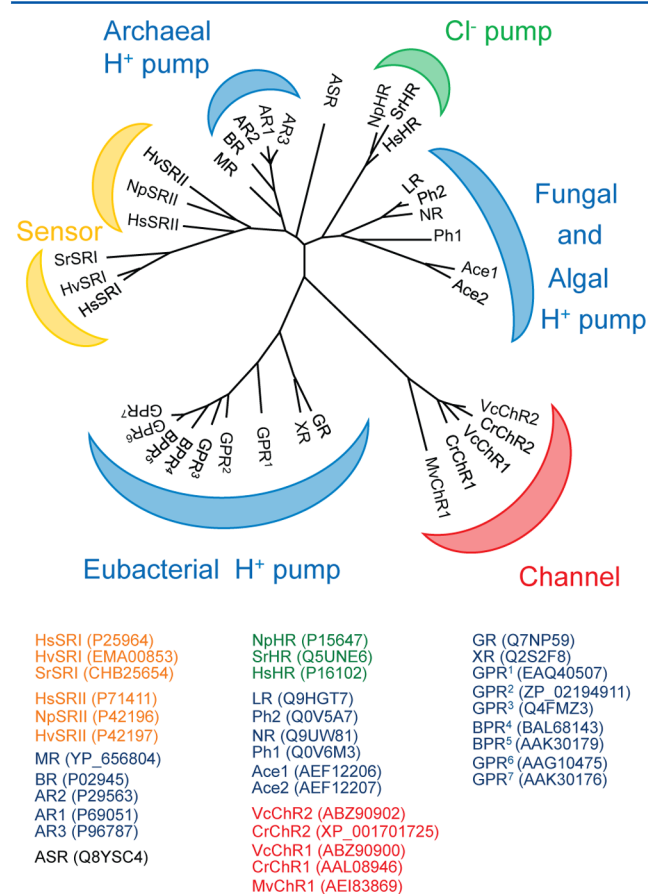 Archaeal
H⁺ pump
Cl⁻ pump
ASR
NpHR
SrHR
HsHR
AR3
AR1
AR2
BR
MR
HvSRII
NpSRII
HsSRII
Sensor
SrSRI
HvSRI
HsSRI
LR
Ph2
NR
Ph1
Ace1
Ace2
Fungal
and
Algal
H⁺ pump
GPR⁷
GPR⁶
BPR⁵
BPR⁴
GPR³
GPR²
GPR¹
XR
GR
VcChR2
CrChR2
VcChR1
CrChR1
MvChR1
Eubacterial H⁺ pump
Channel
HsSRI (P25964)
HvSRI (EMA00853)
SrSRI (CHB25654)
HsSRII (P71411)
NpSRII (P42196)
HvSRII (P42197)
MR (YP_656804)
BR (P02945)
AR2 (P29563)
AR1 (P69051)
AR3 (P96787)
ASR (Q8YSC4)
NpHR (P15647)
SrHR (Q5UNE6)
HsHR (P16102)
LR (Q9HGT7)
Ph2 (Q0V5A7)
NR (Q9UW81)
Ph1 (Q0V6M3)
Ace1 (AEF12206)
Ace2 (AEF12207)
VcChR2 (ABZ90902)
CrChR2 (XP_001701725)
VcChR1 (ABZ90900)
CrChR1 (AAL08946)
MvChR1 (AEI83869)
GR (Q7NP59)
XR (Q2S2F8)
GPR¹ (EAQ40507)
GPR² (ZP_02194911)
GPR³ (Q4FMZ3)
BPR⁴ (BAL68143)
BPR⁵ (AAK30179)
GPR⁶ (AAG10475)
GPR⁷ (AAK30176)